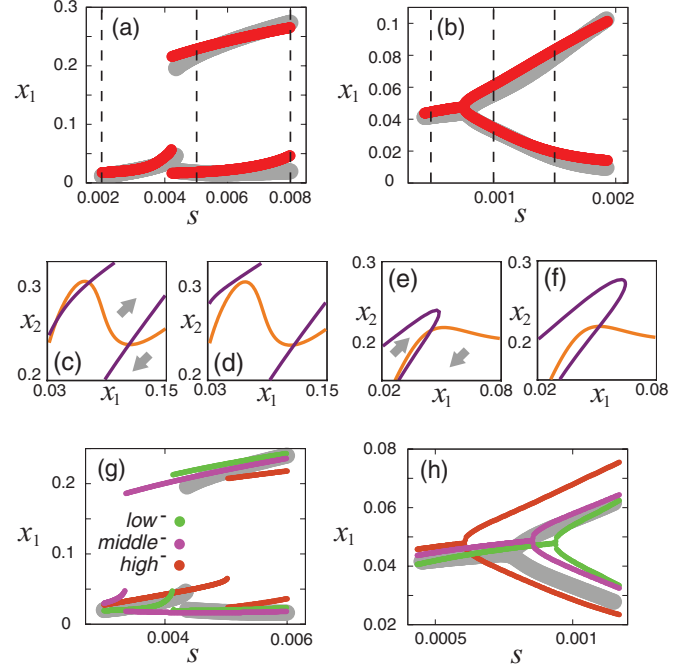 (a)
x1
0.3
0.2
0.1
0
0.002
0.004
0.006
0.008
s
(b)
x1
0.1
0.08
0.06
0.04
0.02
0
0.001
0.002
s
(c)
0.3
x2
0.2
0.03
x1
0.15
(d)
0.3
x2
0.2
0.03
x1
0.15
(e)
0.3
x2
0.2
0.02
x1
0.08
(f)
0.3
x2
0.2
0.02
x1
0.08
(g)
x1
0.2
0.1
0
low-
middle-
high-
0.004
0.006
s
(h)
x1
0.08
0.06
0.04
0.02
0.0005
0.001
s